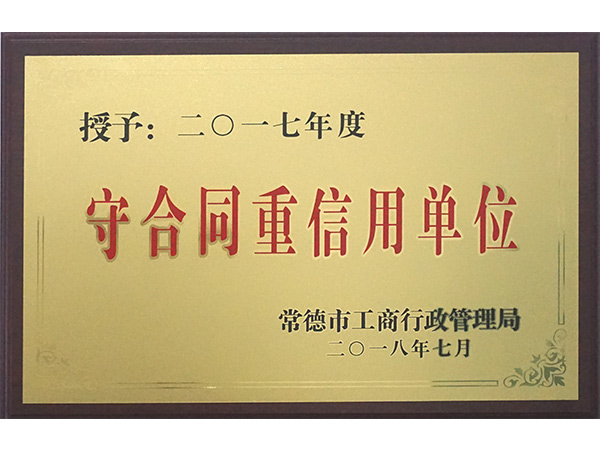 授予：二〇一七年度
守合同重信用单位
常德市工商行政管理局
二〇一八年七月